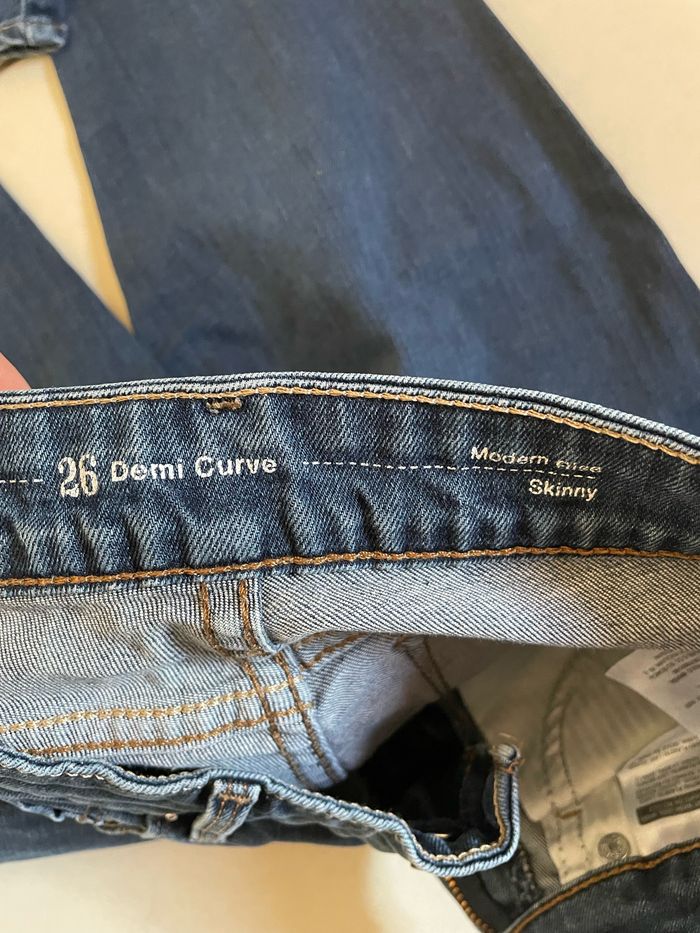 26 Demi Curve
Modern Rise
Skinny